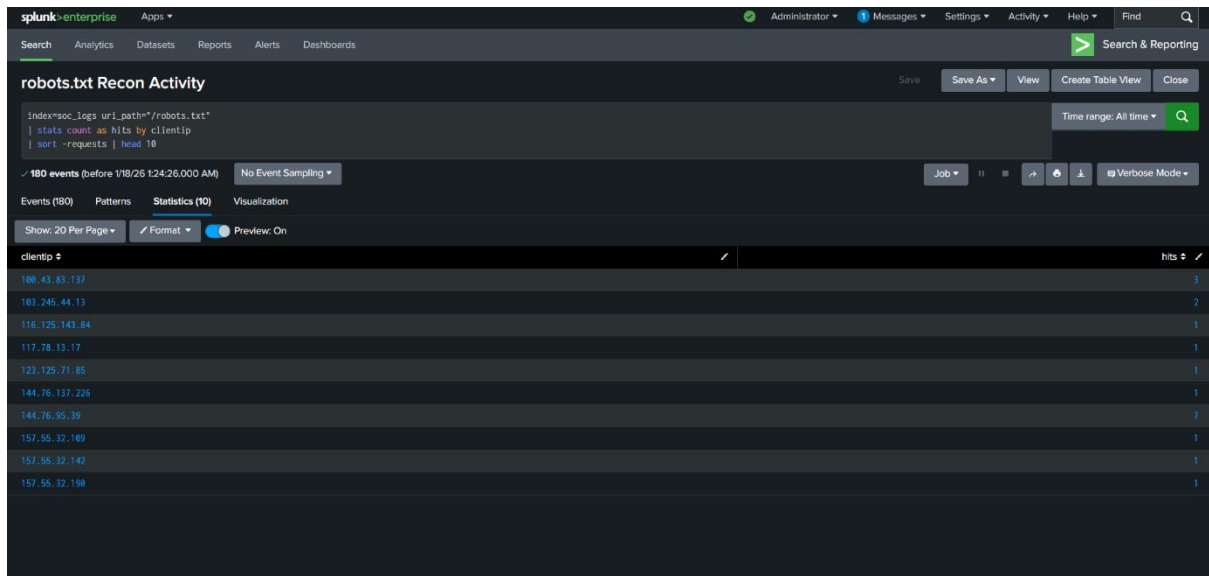 splunk>enterprise Apps Administrator 1 Messages Settings Activity Help Find
Search Analytics Datasets Reports Alerts Dashboards Search & Reporting
robots.txt Recon Activity Save Save As View Create Table View Close
index=soc_logs uri_path="/robots.txt"
| stats count as hits by clientip
| sort -requests | head 10
Time range: All time
180 events (before 1/18/26 1:24:26.000 AM) No Event Sampling Job Verbose Mode
Events (180) Patterns Statistics (10) Visualization
Show: 20 Per Page Format Preview: On
clientip hits
100.43.83.137 3
103.245.44.13 2
116.125.143.84 1
117.78.13.17 1
123.125.71.85 1
144.76.137.226 1
144.76.95.39 7
157.55.32.109 1
157.55.32.142 1
157.55.32.190 1